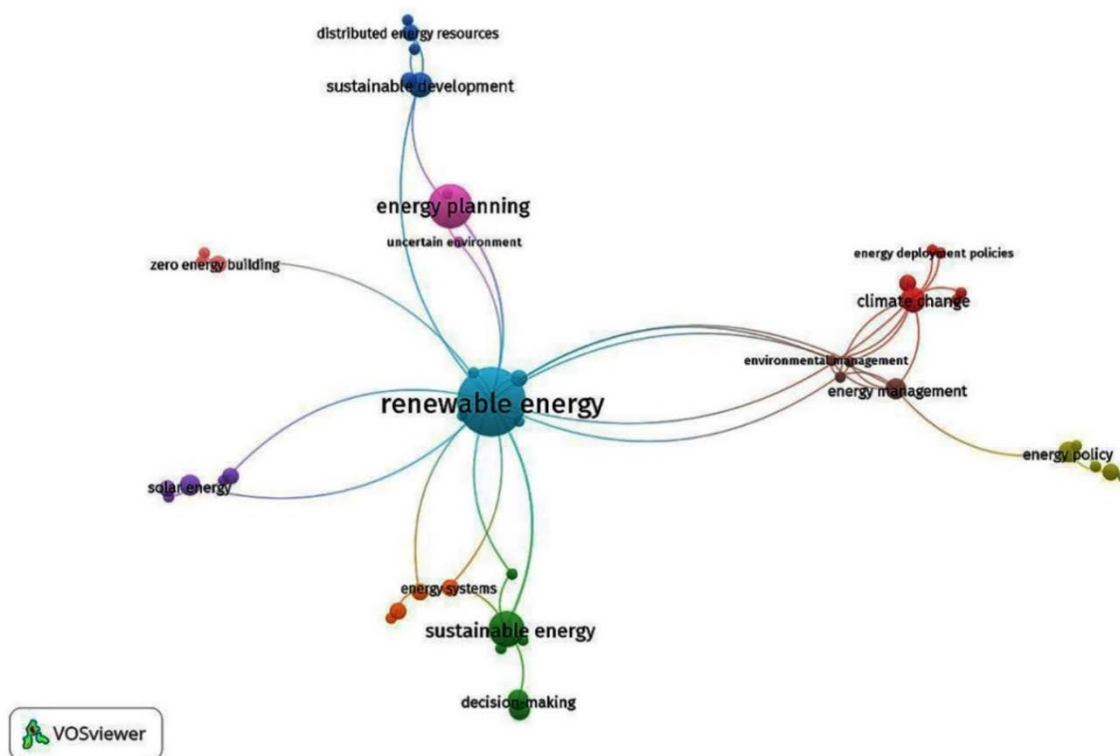 distributed energy resources
sustainable development
energy planning
uncertain environment
zero energy building
energy deployment policies
climate change
environmental management
energy management
renewable energy
energy policy
solar energy
energy systems
sustainable energy
decision-making
VOSviewer